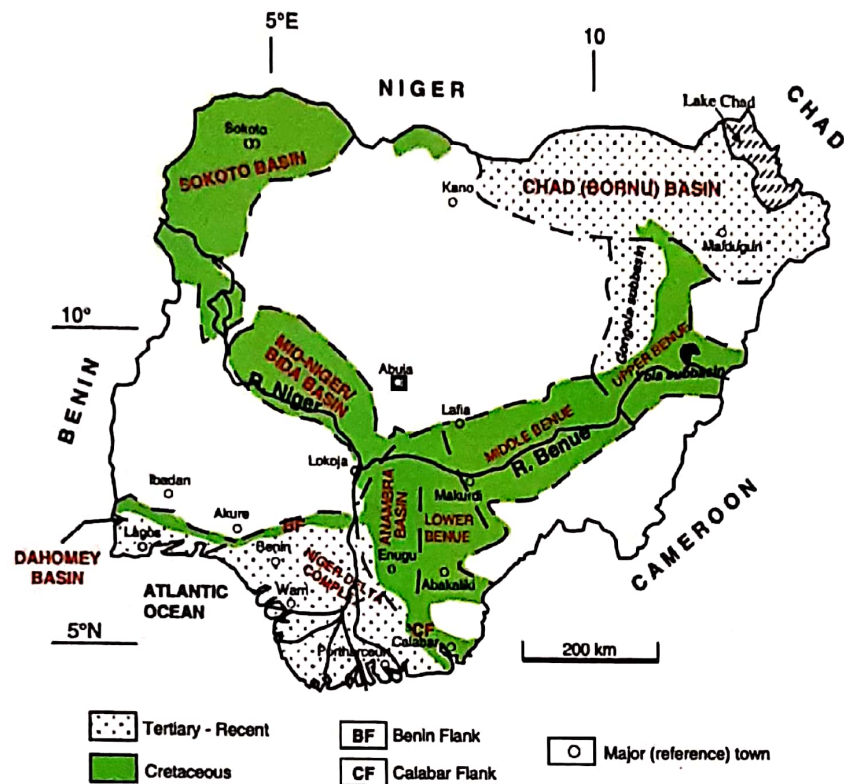 5°E
10
NIGER
Lake Chad
CHAD
Sokoto
SOKOTO BASIN
Kano
CHAD (BORNU) BASIN
Maiduguri
Gongola subbasin
10°
BENIN
MID-NIGER/
BIDA BASIN
R. Niger
Abuja
UPPER BENUE
Yola subbasin
Lafia
MIDDLE BENUE
R. Benue
Lokoja
Makurdi
CAMEROON
Ibadan
Akure
BF
ANAMBRA
BASIN
LOWER
BENUE
Lagos
DAHOMEY
BASIN
Benin
NIGER DELTA
COMPLEX
Enugu
Abakaliki
ATLANTIC
OCEAN
Warri
CF
Calabar
5°N
Portharcourt
200 km
Tertiary - Recent
BF Benin Flank
Major (reference) town
Cretaceous
CF Calabar Flank